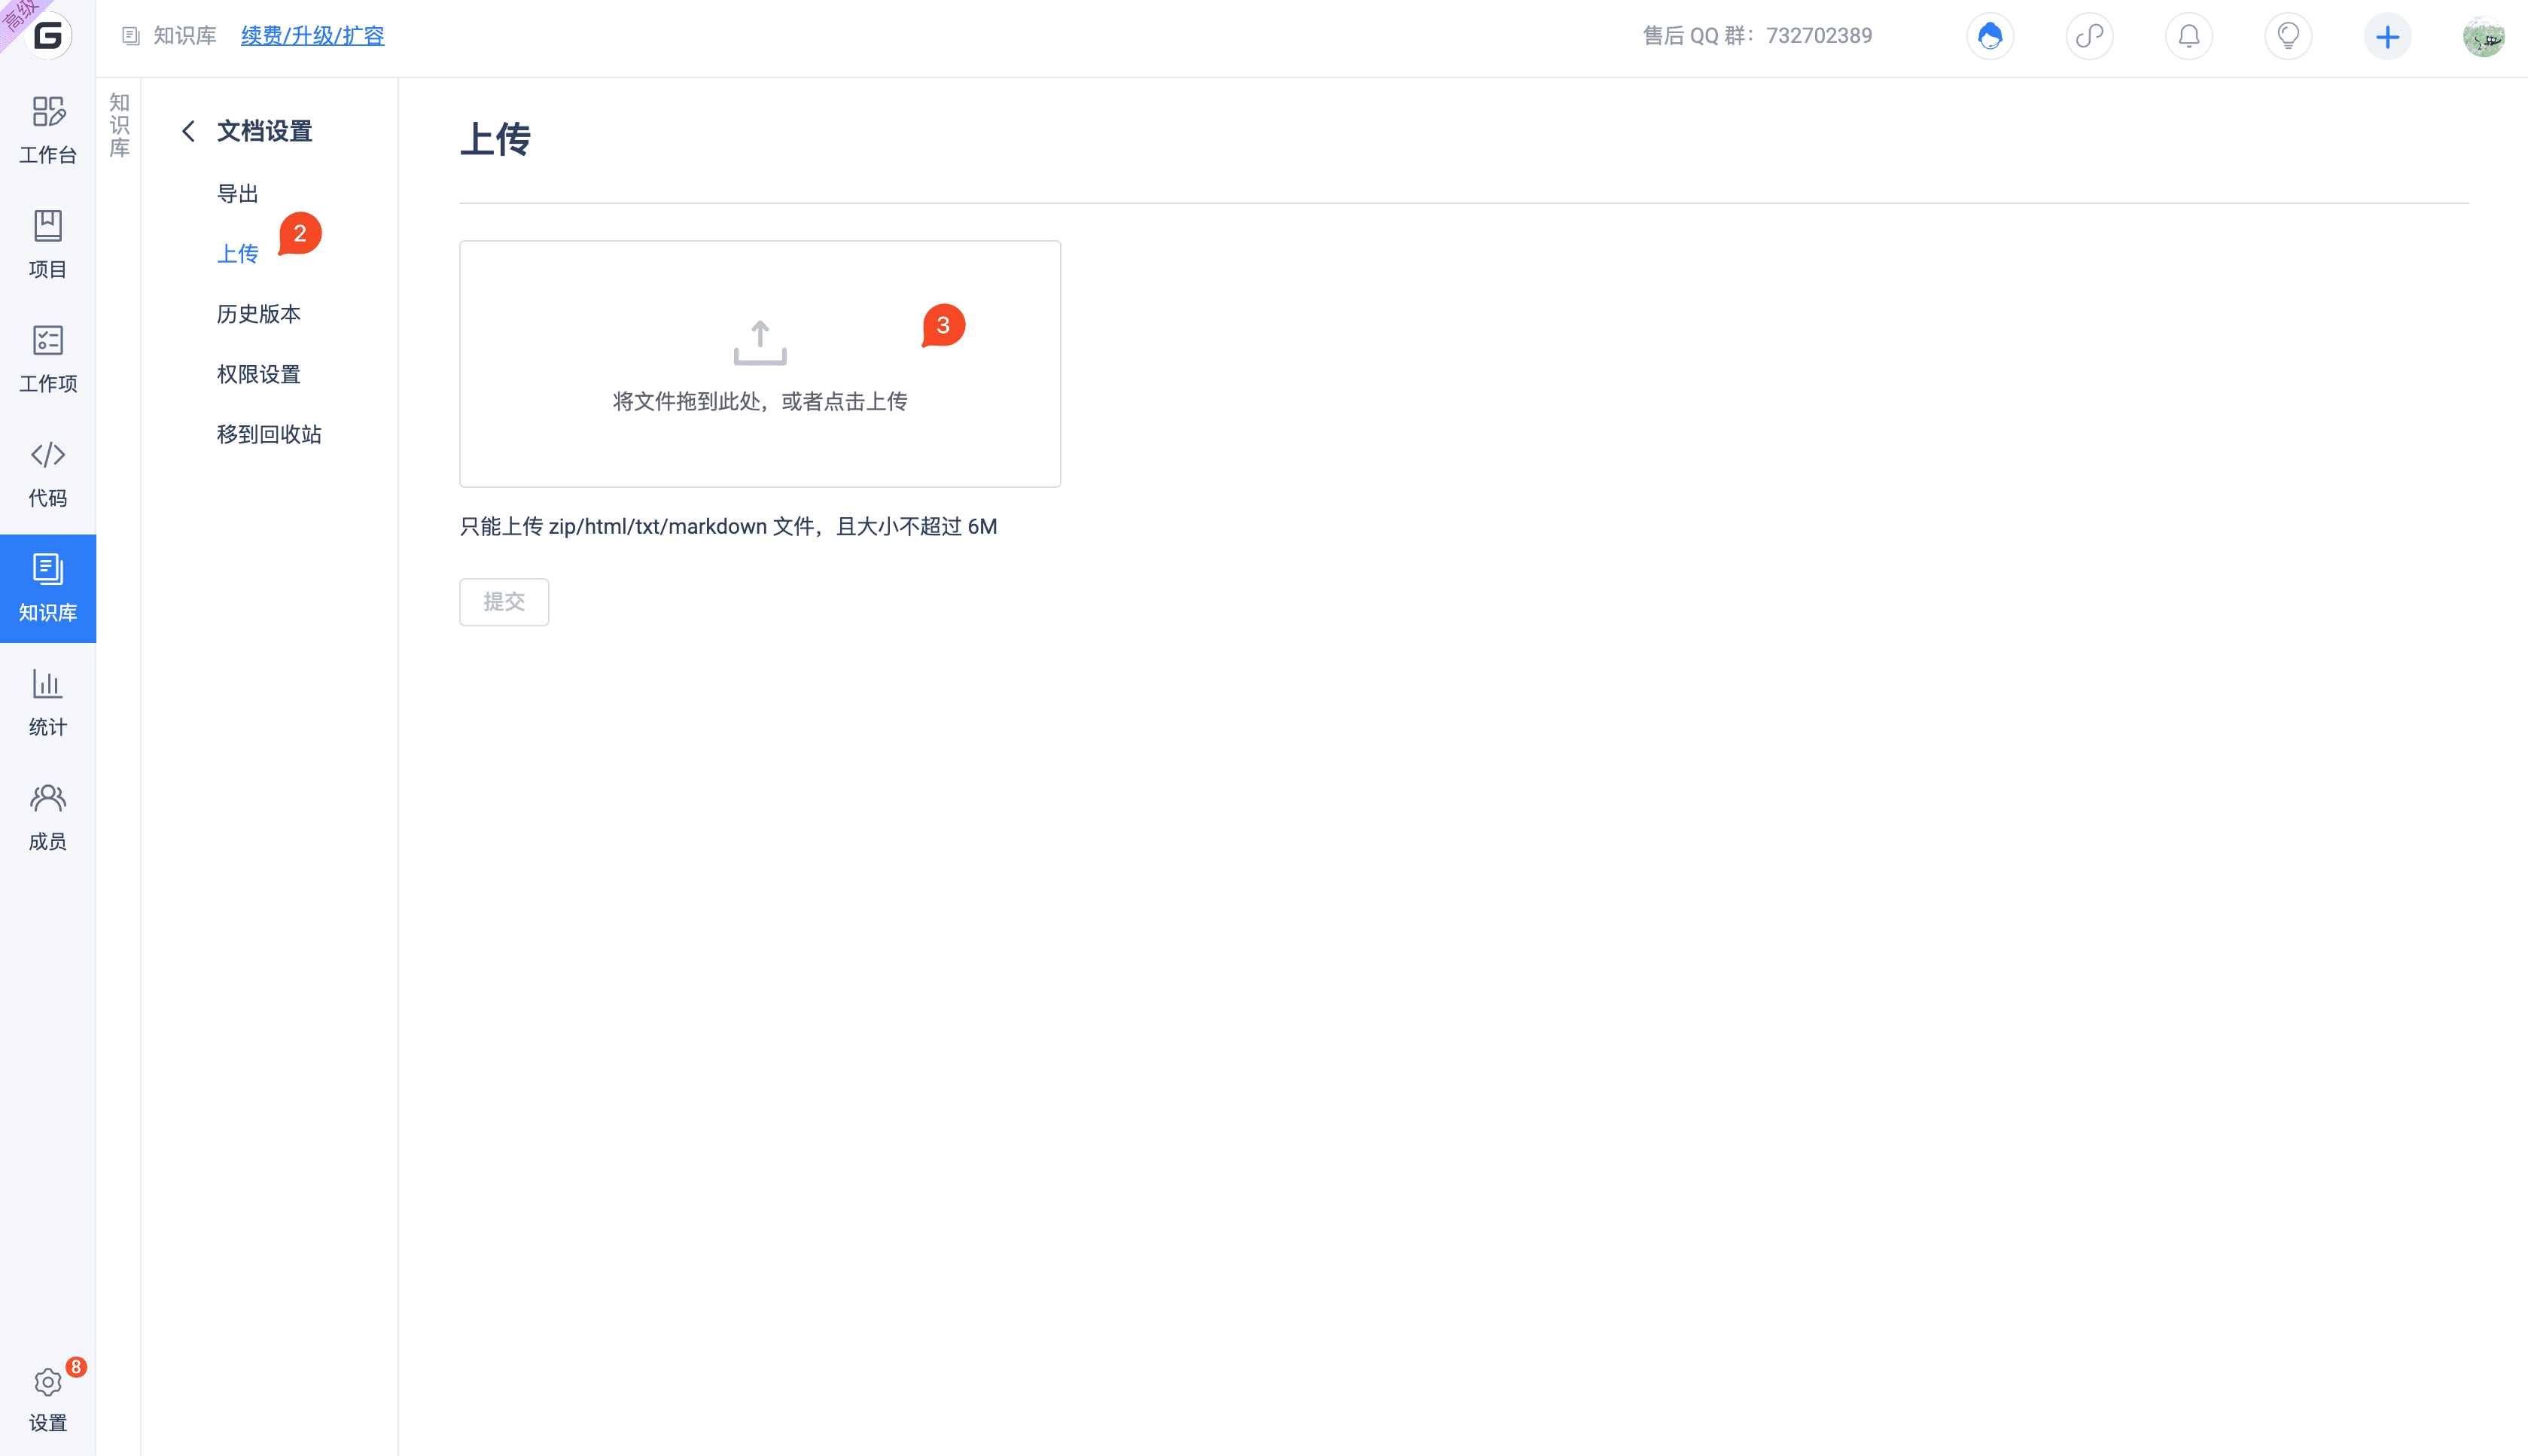 高级
知识库 续费/升级/扩容 售后 QQ 群：732702389
工作台
项目
工作项
代码
知识库
统计
成员
8
设置
知识库
文档设置
导出
上传 2
历史版本
权限设置
移到回收站
上传
3
将文件拖到此处，或者点击上传
只能上传 zip/html/txt/markdown 文件，且大小不超过 6M
提交